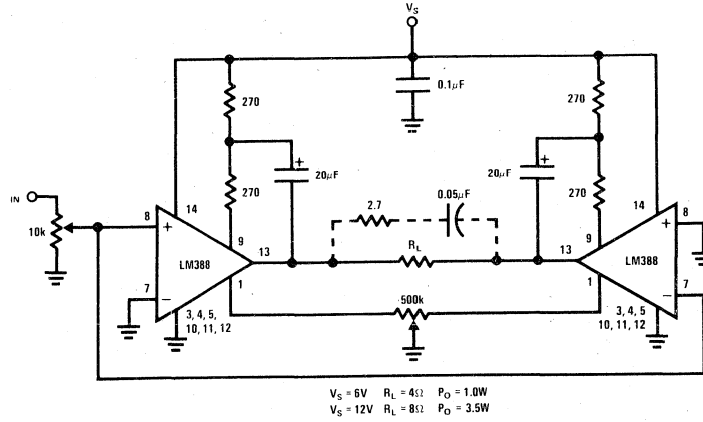 VS
0.1µF
270
270
20µF
20µF
270
270
IN
10k
8
+
14
9
13
LM388
7
−
1
3, 4, 5,
10, 11, 12
2.7
0.05µF
RL
500k
14
8
+
9
13
LM388
7
−
1
3, 4, 5
10, 11, 12
+
+
VS = 6V RL = 4Ω PO = 1.0W
VS = 12V RL = 8Ω PO = 3.5W